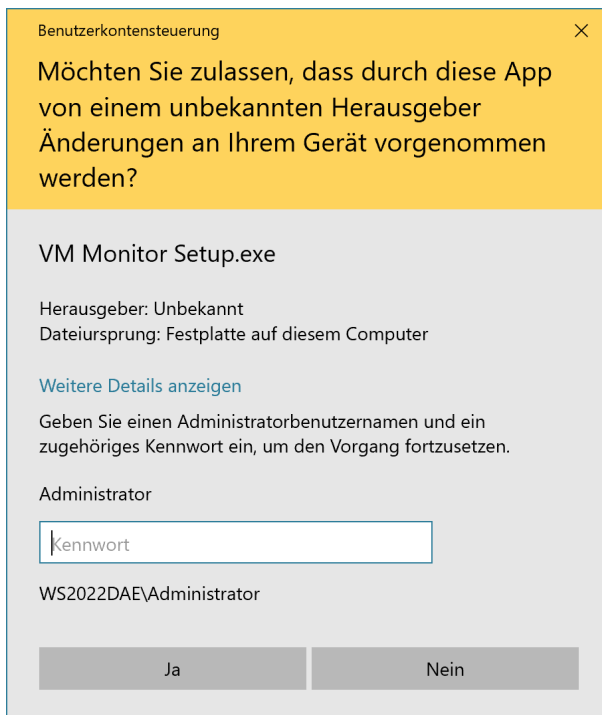 Benutzerkontensteuerung
Möchten Sie zulassen, dass durch diese App
von einem unbekannten Herausgeber
Änderungen an Ihrem Gerät vorgenommen
werden?
VM Monitor Setup.exe
Herausgeber: Unbekannt
Dateiursprung: Festplatte auf diesem Computer
Weitere Details anzeigen
Geben Sie einen Administratorbenutzernamen und ein
zugehöriges Kennwort ein, um den Vorgang fortzusetzen.
Administrator
Kennwort
WS2022DAE\Administrator
Ja
Nein